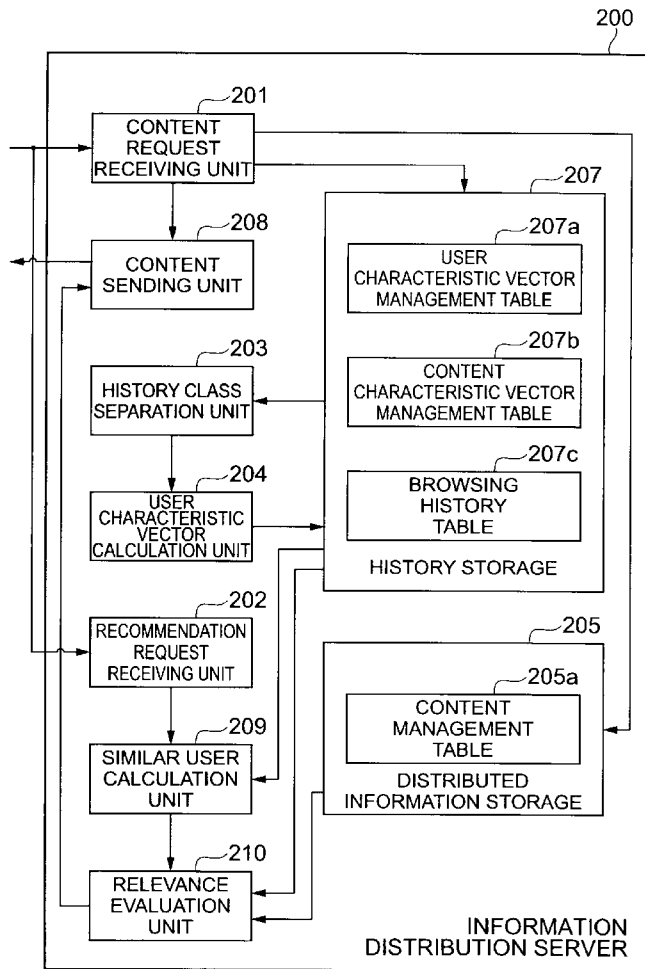 200
201
CONTENT
REQUEST
RECEIVING UNIT
208
CONTENT
SENDING UNIT
203
HISTORY CLASS
SEPARATION UNIT
204
USER
CHARACTERISTIC
VECTOR
CALCULATION UNIT
202
RECOMMENDATION
REQUEST
RECEIVING UNIT
209
SIMILAR USER
CALCULATION
UNIT
210
RELEVANCE
EVALUATION
UNIT
207
207a
USER
CHARACTERISTIC VECTOR
MANAGEMENT TABLE
207b
CONTENT
CHARACTERISTIC VECTOR
MANAGEMENT TABLE
207c
BROWSING
HISTORY
TABLE
HISTORY STORAGE
205
205a
CONTENT
MANAGEMENT
TABLE
DISTRIBUTED
INFORMATION STORAGE
INFORMATION
DISTRIBUTION SERVER